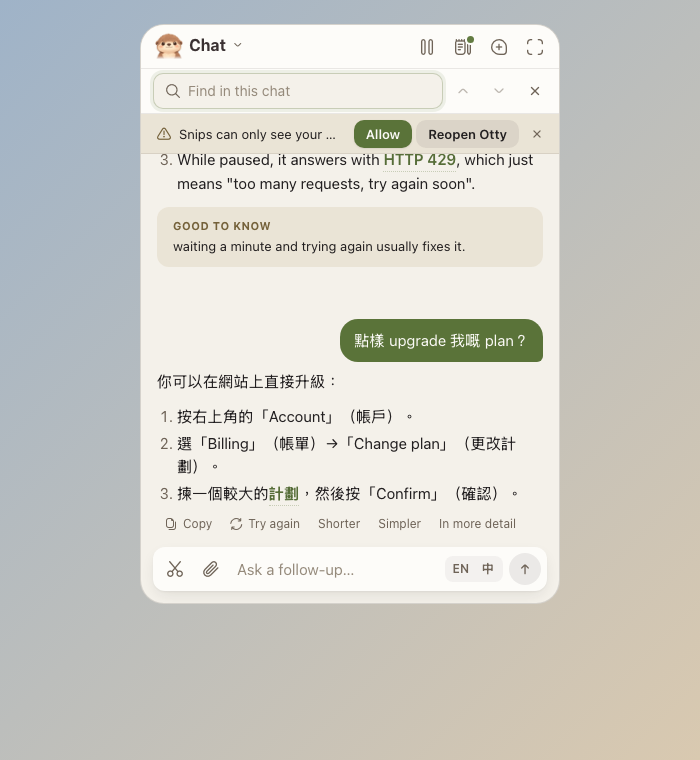 Chat
Find in this chat
Snips can only see your ...
Allow
Reopen Otty
3. While paused, it answers with HTTP 429, which just
means "too many requests, try again soon".
GOOD TO KNOW
waiting a minute and trying again usually fixes it.
點樣 upgrade 我嘅 plan？
你可以在網站上直接升級：
1. 按右上角的「Account」（帳戶）。
2. 選「Billing」（帳單）→「Change plan」（更改計
劃）。
3. 揀一個較大的計劃，然後按「Confirm」（確認）。
Copy
Try again
Shorter
Simpler
In more detail
Ask a follow-up...
EN 中